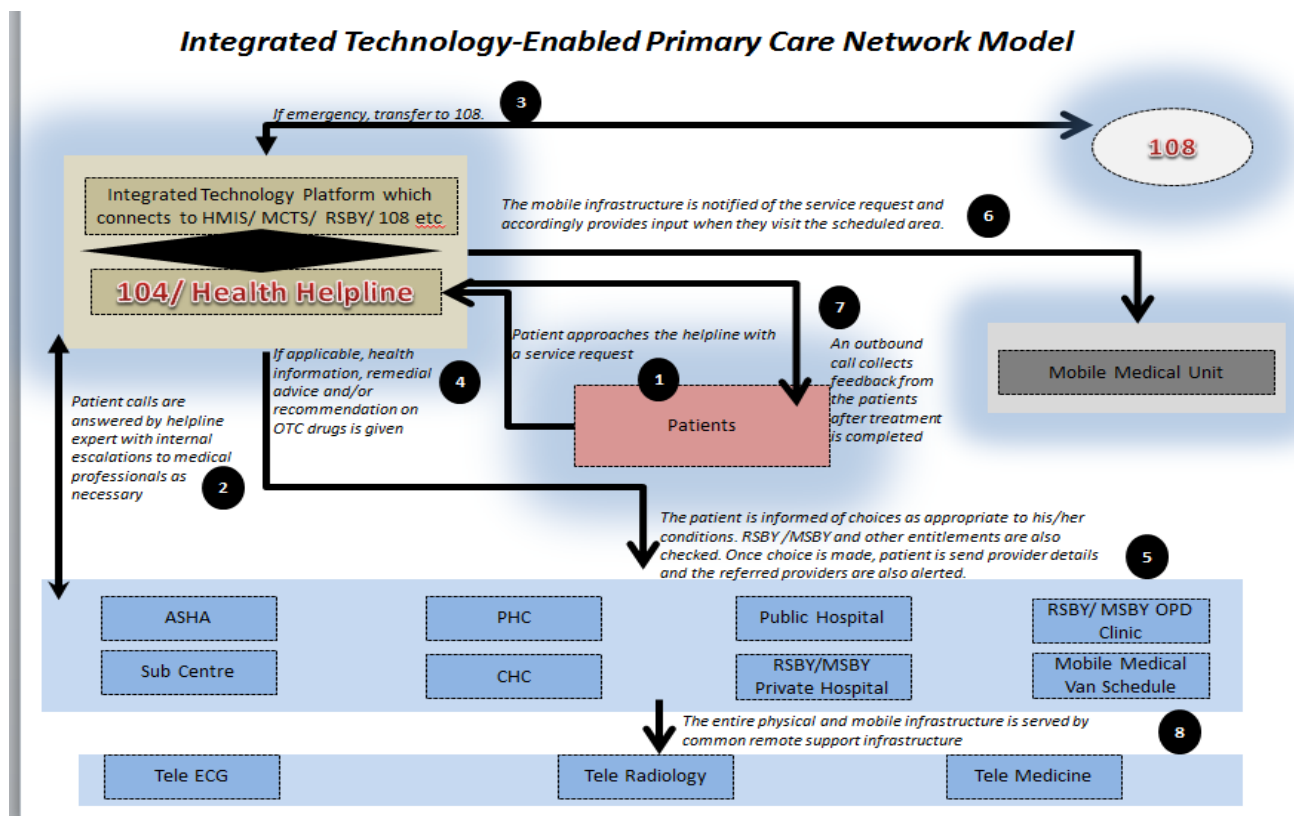 Integrated Technology-Enabled Primary Care Network Model
If emergency, transfer to 108.
3
108
Integrated Technology Platform which
connects to HMIS/ MCTS/ RSBY/ 108 etc
104/ Health Helpline
The mobile infrastructure is notified of the service request and
accordingly provides input when they visit the scheduled area.
6
Mobile Medical Unit
Patient approaches the helpline with
a service request
1
Patients
7
An outbound
call collects
feedback from
the patients
after treatment
is completed
If applicable, health
information, remedial
advice and/or
recommendation on
OTC drugs is given
4
Patient calls are
answered by helpline
expert with internal
escalations to medical
professionals as
necessary
2
The patient is informed of choices as appropriate to his/her
conditions. RSBY /MSBY and other entitlements are also
checked. Once choice is made, patient is send provider details
and the referred providers are also alerted.
5
ASHA
PHC
Public Hospital
RSBY/ MSBY OPD
Clinic
Sub Centre
CHC
RSBY/MSBY
Private Hospital
Mobile Medical
Van Schedule
The entire physical and mobile infrastructure is served by
common remote support infrastructure
8
Tele ECG
Tele Radiology
Tele Medicine